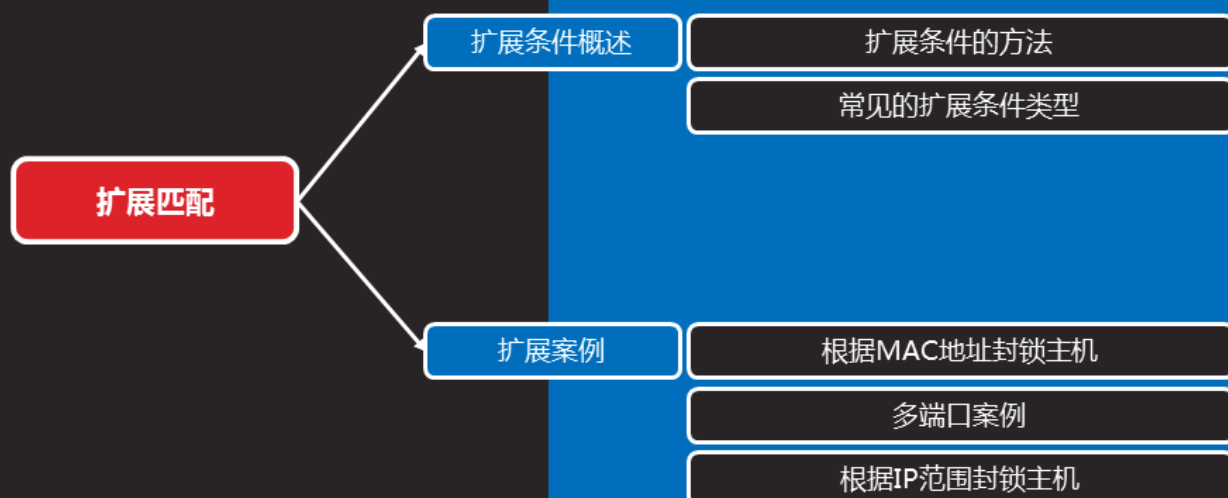 扩展条件概述
扩展条件的方法
常见的扩展条件类型
扩展匹配
扩展案例
根据MAC地址封锁主机
多端口案例
根据IP范围封锁主机